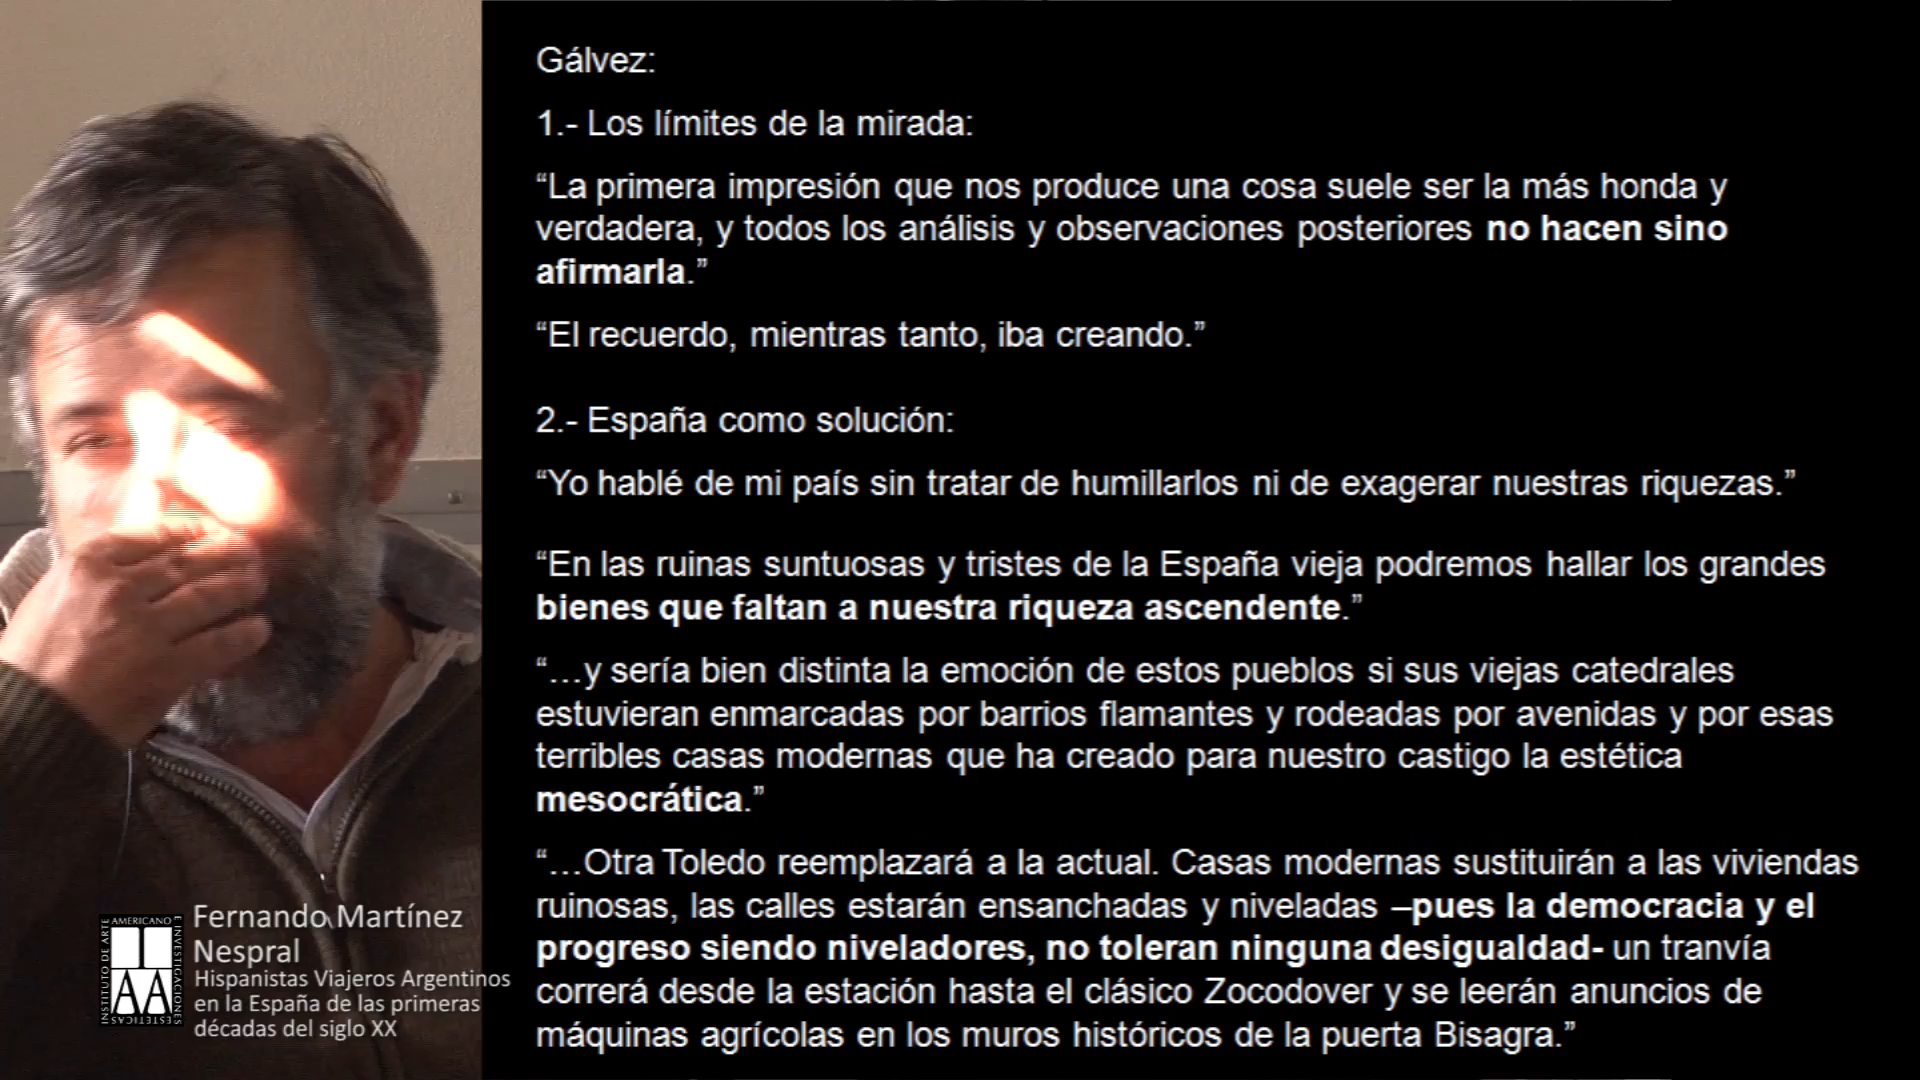 Gálvez:
1.- Los límites de la mirada:
“La primera impresión que nos produce una cosa suele ser la más honda y
verdadera, y todos los análisis y observaciones posteriores no hacen sino
afirmarla.”
“El recuerdo, mientras tanto, iba creando.”
2.- España como solución:
“Yo hablé de mi país sin tratar de humillarlos ni de exagerar nuestras riquezas.”
“En las ruinas suntuosas y tristes de la España vieja podremos hallar los grandes
bienes que faltan a nuestra riqueza ascendente.”
“…y sería bien distinta la emoción de estos pueblos si sus viejas catedrales
estuvieran enmarcadas por barrios flamantes y rodeadas por avenidas y por esas
terribles casas modernas que ha creado para nuestro castigo la estética
mesocrática.”
“…Otra Toledo reemplazará a la actual. Casas modernas sustituirán a las viviendas
ruinosas, las calles estarán ensanchadas y niveladas –pues la democracia y el
progreso siendo niveladores, no toleran ninguna desigualdad- un tranvía
correrá desde la estación hasta el clásico Zocodover y se leerán anuncios de
máquinas agrícolas en los muros históricos de la puerta Bisagra.”
INSTITUTO DE ARTE
AMERICANO
E INVESTIGACIONES
ESTÉTICAS
IAA
Fernando Martínez
Nespral
Hispanistas Viajeros Argentinos
en la España de las primeras
décadas del siglo XX